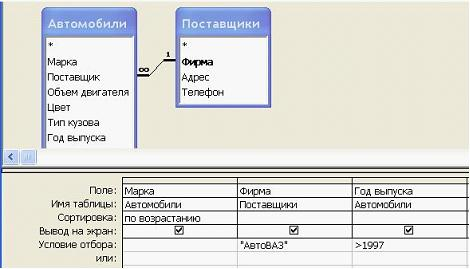 Автомобили
*
Марка
Поставщик
Объем двигателя
Цвет
Тип кузова
Год выпуска
∞ 1
Поставщики
*
Фирма
Адрес
Телефон
Поле: Марка Фирма Год выпуска
Имя таблицы: Автомобили Поставщики Автомобили
Сортировка: по возрастанию
Вывод на экран:
Условие отбора: "АвтоВАЗ" >1997
или: